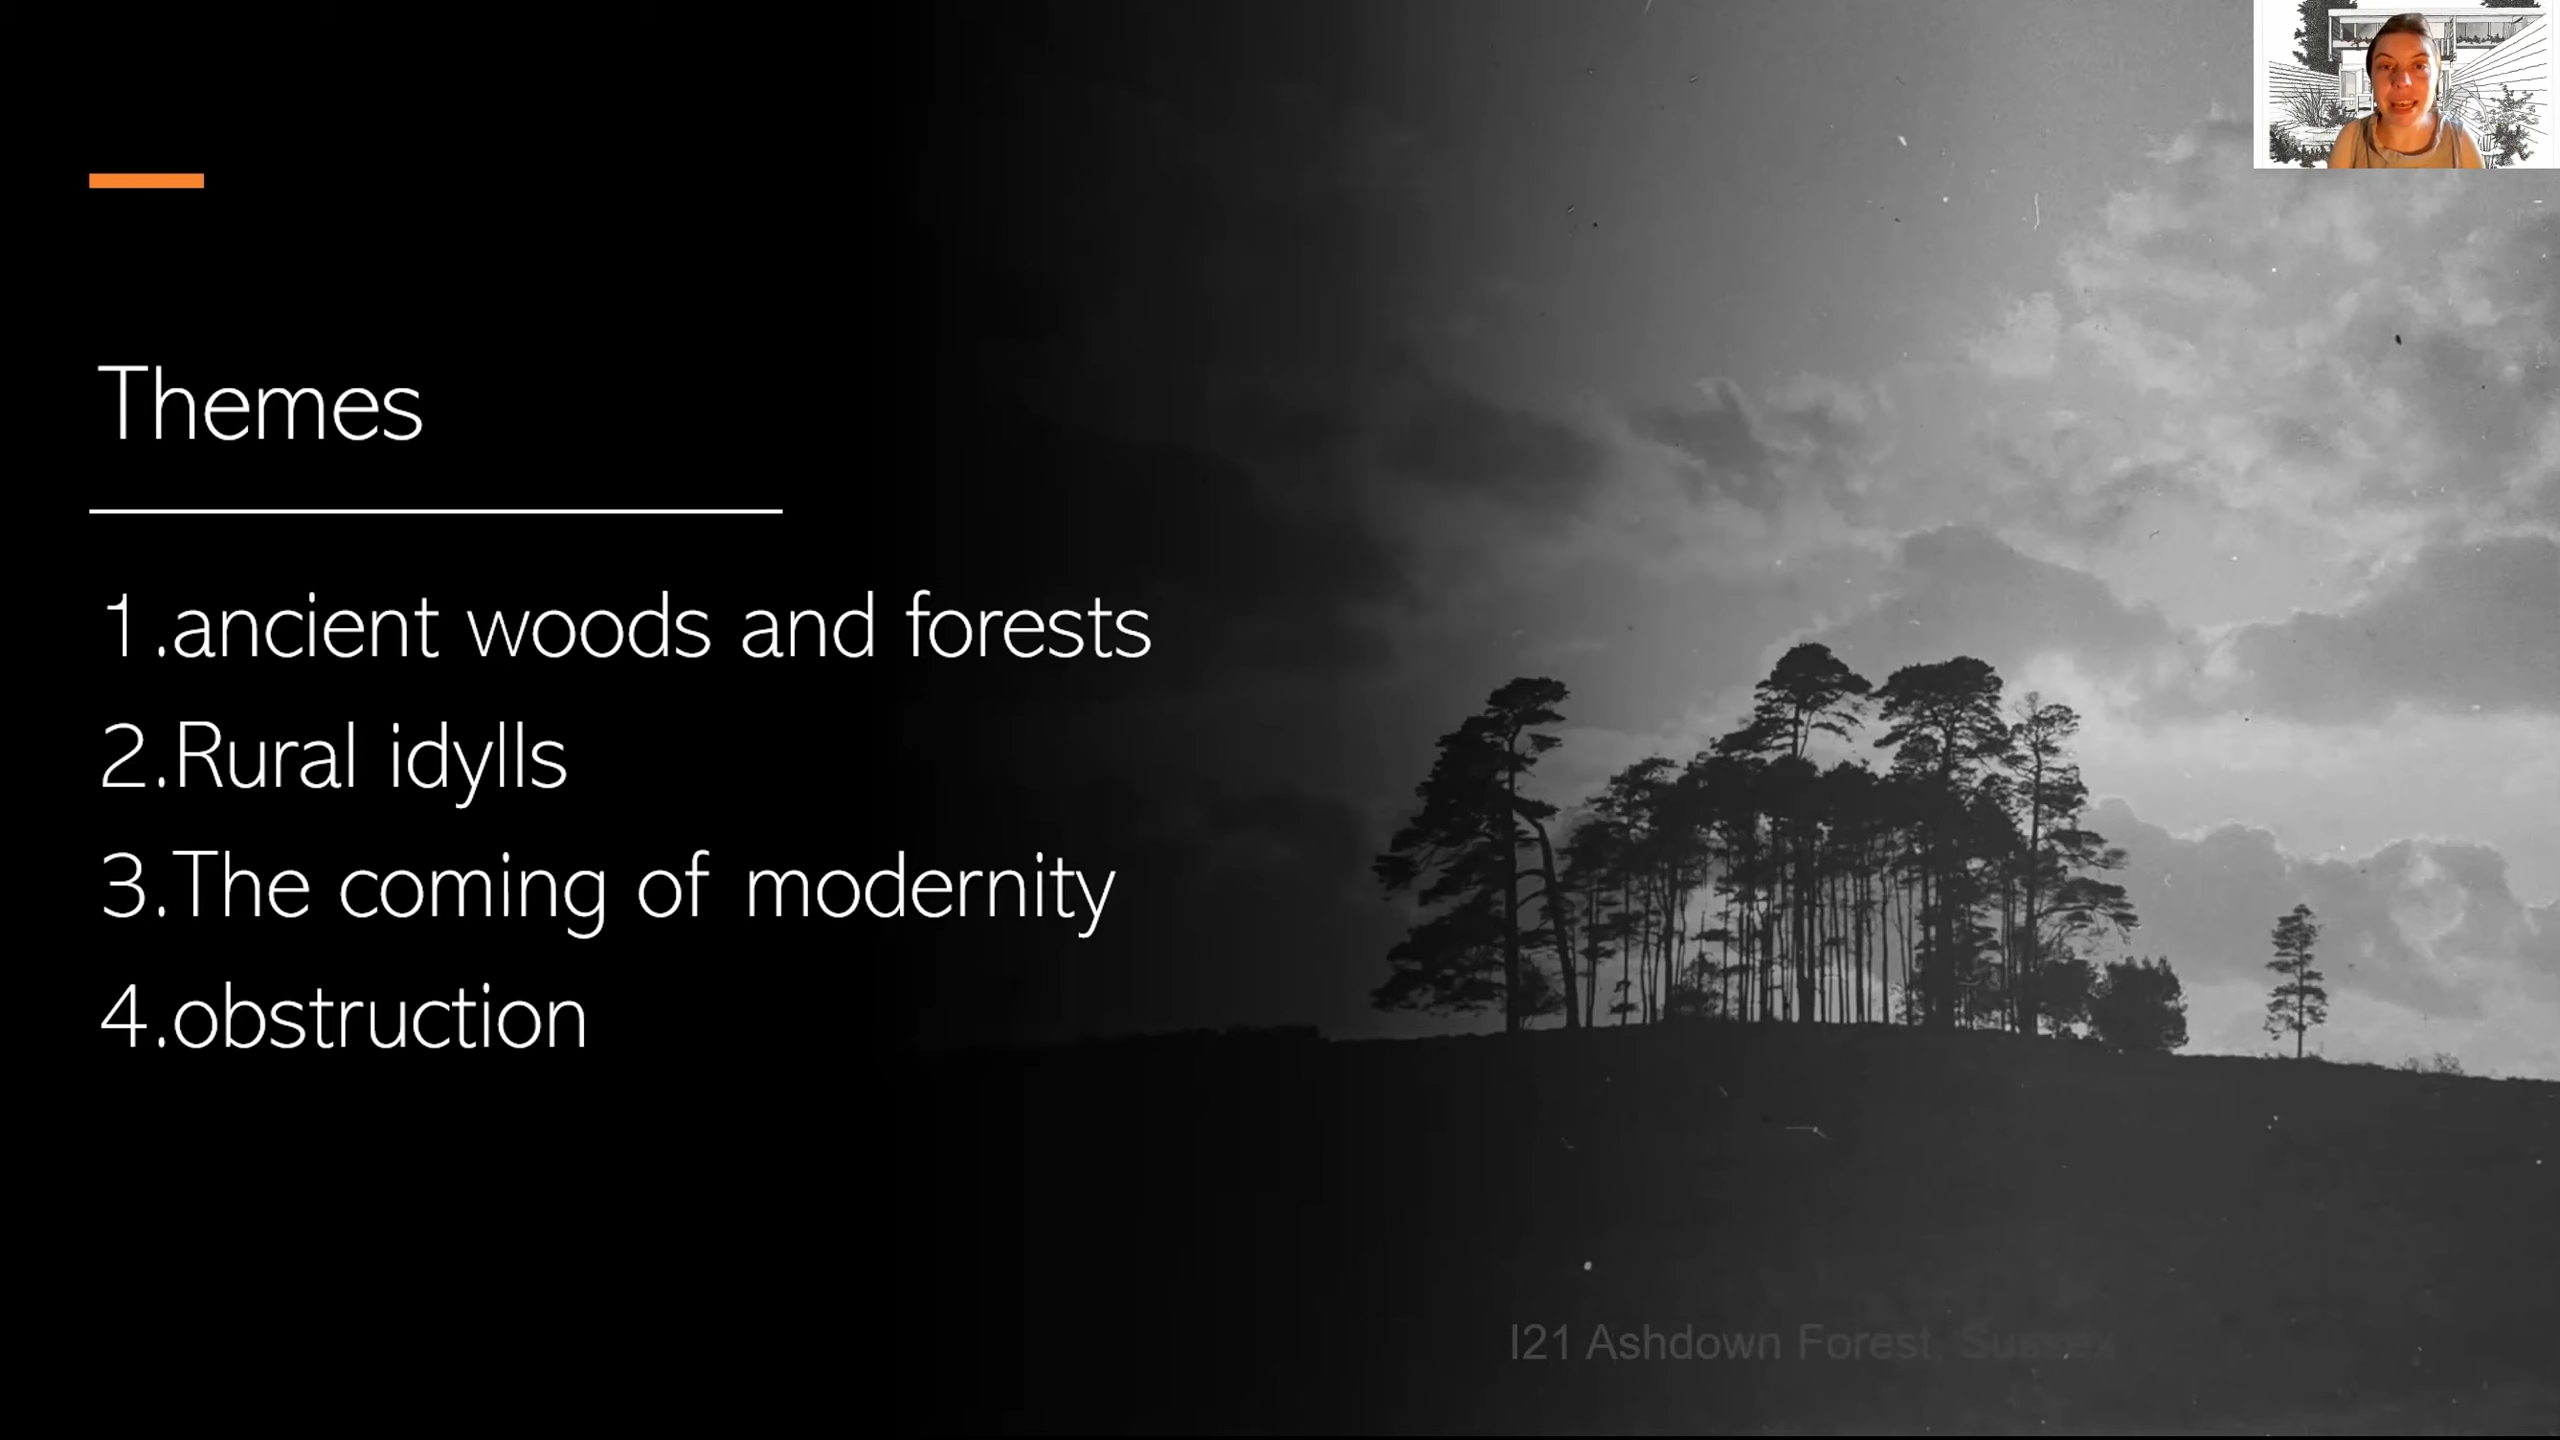 Themes
1.ancient woods and forests
2.Rural idylls
3.The coming of modernity
4.obstruction
I21 Ashdown Forest, Sussex